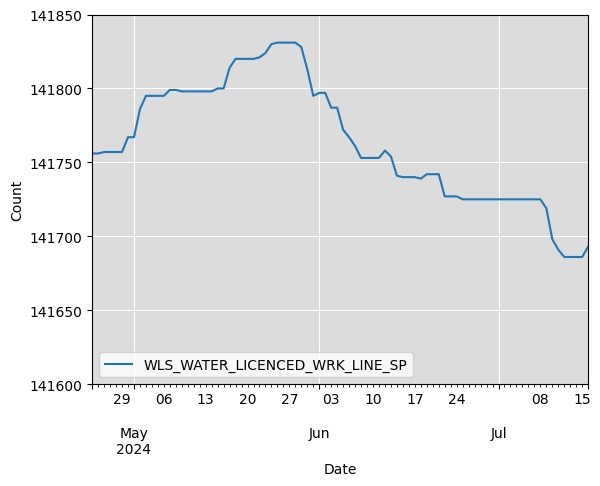 141850
141800
141750
141700
141650
141600
Count
WLS_WATER_LICENCED_WRK_LINE_SP
29 06 13 20 27 03 10 17 24 08 15
May Jun Jul
2024
Date